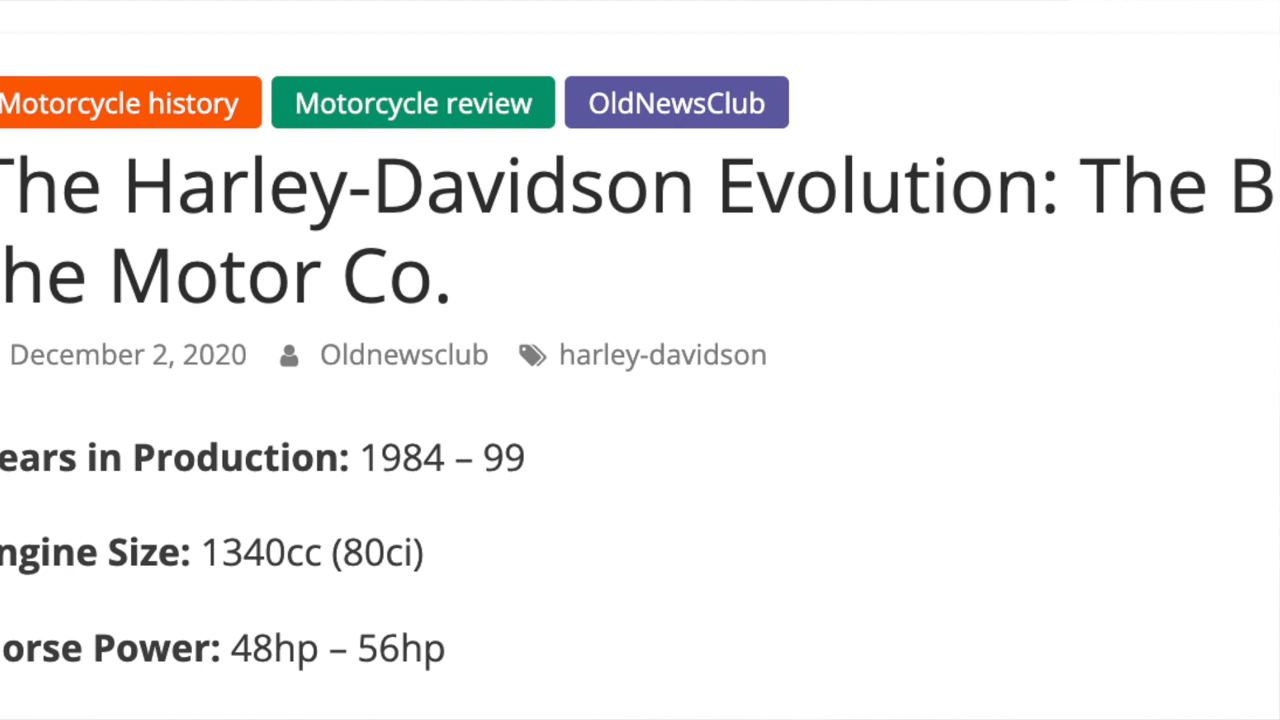 Motorcycle history Motorcycle review OldNewsClub
The Harley-Davidson Evolution: The B
he Motor Co.
December 2, 2020 Oldnewsclub harley-davidson
ears in Production: 1984 – 99
ngine Size: 1340cc (80ci)
orse Power: 48hp – 56hp